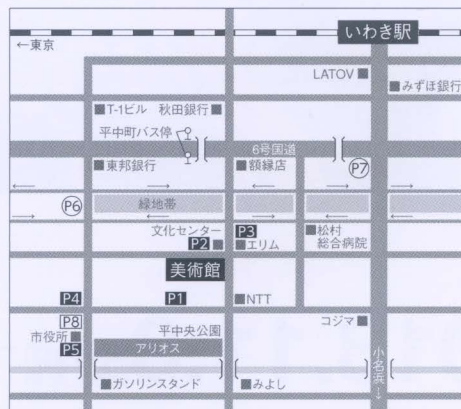 いわき駅
←東京
LATOV
みずほ銀行
T-1ビル
秋田銀行
平中町バス停
6号国道
P7
東邦銀行
額縁店
P6
緑地帯
文化センター
P2
P3
エリム
松村
総合病院
美術館
P4
P1
NTT
P8
市役所
P5
平中央公園
アリオス
コジマ
小名浜↓
ガソリンスタンド
みよし